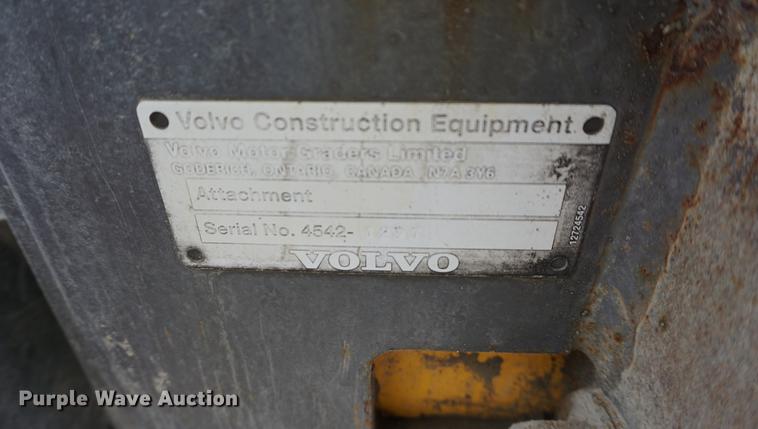 Volvo Construction Equipment
Volvo Motor Graders Limited
GODERICH, ONTARIO, CANADA N7A 3Y6
Attachment
Serial No. 4542-
12724542
VOLVO
Purple Wave Auction